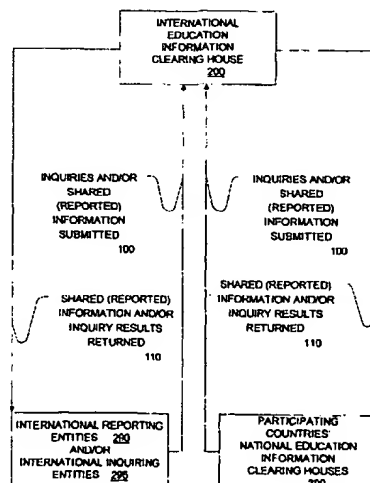 INTERNATIONAL
EDUCATION
INFORMATION
CLEARING HOUSE
200
INQUIRIES AND/OR
SHARED
(REPORTED)
INFORMATION
SUBMITTED
100
INQUIRIES AND/OR
SHARED
(REPORTED)
INFORMATION
SUBMITTED
100
SHARED (REPORTED)
INFORMATION AND/OR
INQUIRY RESULTS
RETURNED
110
SHARED (REPORTED)
INFORMATION AND/OR
INQUIRY RESULTS
RETURNED
110
INTERNATIONAL REPORTING
ENTITIES 280
AND/OR
INTERNATIONAL INQUIRING
ENTITIES 295
PARTICIPATING
COUNTRIES'
NATIONAL EDUCATION
INFORMATION
CLEARING HOUSES